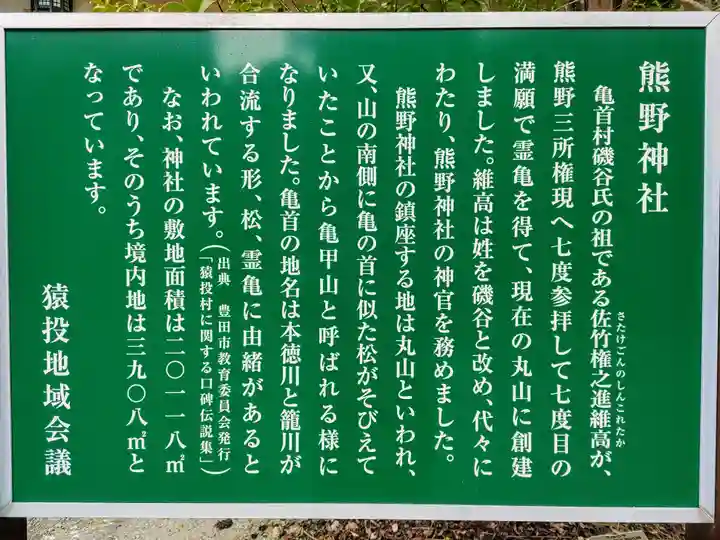 熊野神社
亀首村磯谷氏の祖である佐竹権之進維高が、
さたけごんのしんこれたか
熊野三所権現へ七度参拝して七度目の
満願で霊亀を得て、現在の丸山に創建
しました。維高は姓を磯谷と改め、代々に
わたり、熊野神社の神官を務めました。
熊野神社の鎮座する地は丸山といわれ、
又、山の南側に亀の首に似た松がそびえて
いたことから亀甲山と呼ばれる様に
なりました。亀首の地名は本徳川と籠川が
合流する形、松、霊亀に由緒があると
いわれています。
(出典 豊田市教育委員会発行
「猿投村に関する口碑伝説集」)
なお、神社の敷地面積は二〇一一八㎡
であり、そのうち境内地は三九〇八㎡と
なっています。
猿投地域会議